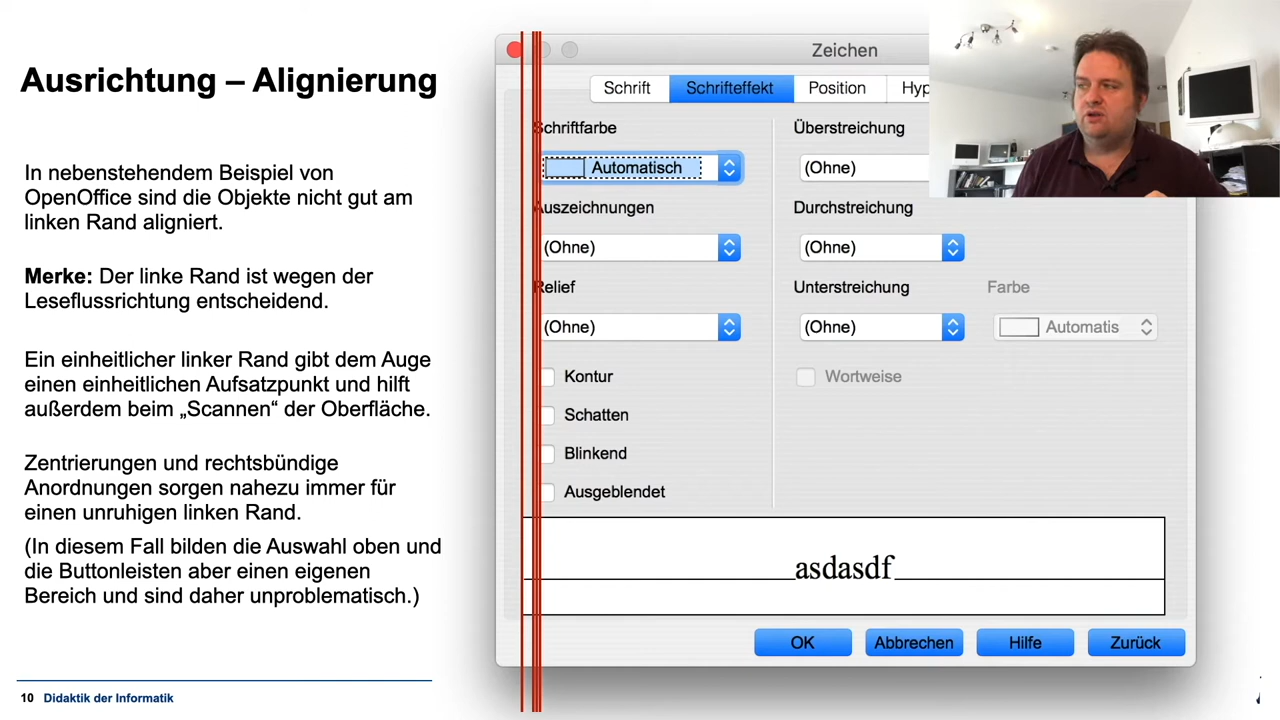 Ausrichtung – Alignierung
In nebenstehendem Beispiel von
OpenOffice sind die Objekte nicht gut am
linken Rand aligniert.
Merke: Der linke Rand ist wegen der
Leseflussrichtung entscheidend.
Ein einheitlicher linker Rand gibt dem Auge
einen einheitlichen Aufsatzpunkt und hilft
außerdem beim „Scannen“ der Oberfläche.
Zentrierungen und rechtsbündige
Anordnungen sorgen nahezu immer für
einen unruhigen linken Rand.
(In diesem Fall bilden die Auswahl oben und
die Buttonleisten aber einen eigenen
Bereich und sind daher unproblematisch.)
10 Didaktik der Informatik
Zeichen
Schrift Schrifteffekt Position Hyp
Schriftfarbe Überstreichung
Automatisch (Ohne)
Auszeichnungen Durchstreichung
(Ohne) (Ohne)
Relief Unterstreichung Farbe
(Ohne) (Ohne) Automatis
Kontur Wortweise
Schatten
Blinkend
Ausgeblendet
asdasdf
OK Abbrechen Hilfe Zurück